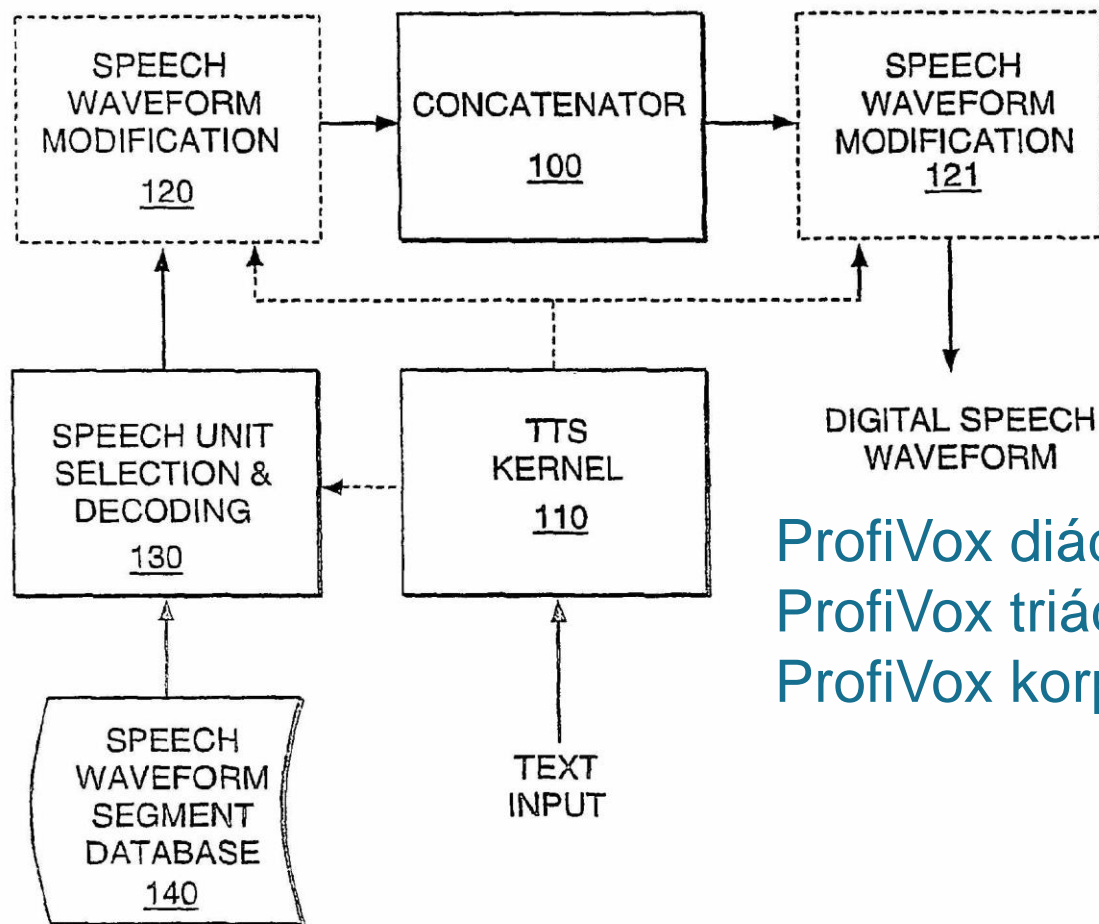 SPEECH
WAVEFORM
MODIFICATION
120
CONCATENATOR
100
SPEECH
WAVEFORM
MODIFICATION
121
SPEECH UNIT
SELECTION &
DECODING
130
TTS
KERNEL
110
DIGITAL SPEECH
WAVEFORM
ProfiVox
ProfiVox
ProfiVox
SPEECH
WAVEFORM
SEGMENT
DATABASE
140
TEXT
INPUT